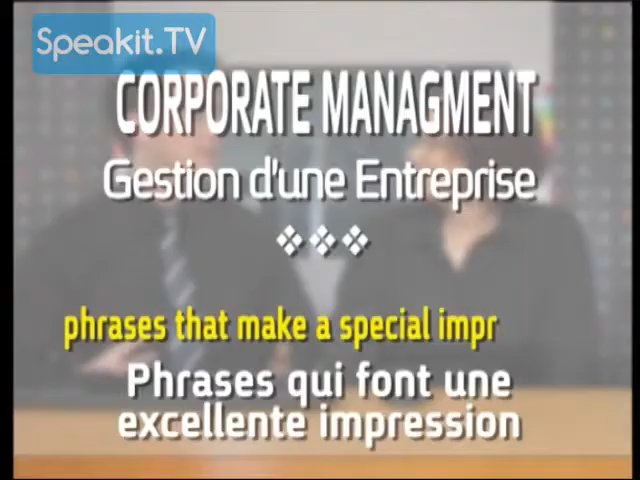 Speakit.TV
CORPORATE MANAGMENT
Gestion d'une Entreprise
phrases that make a special impr
Phrases qui font une
excellente impression